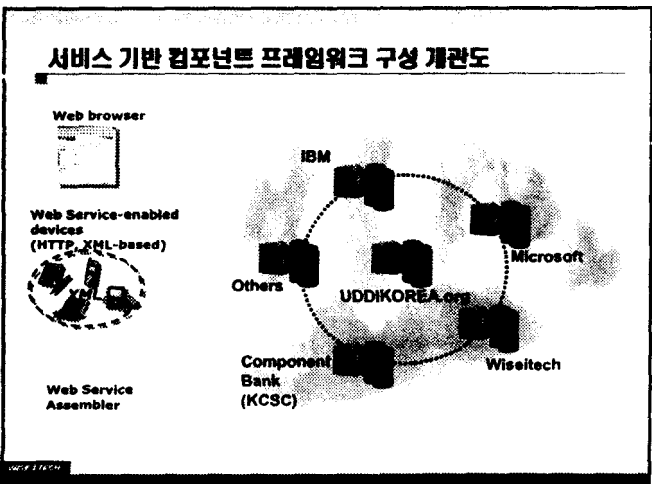 서비스 기반 컴포넌트 프레임워크 구성 개관도
Web browser
Web Service-enabled
devices
(HTTP, XML-based)
XML
Web Service
Assembler
IBM
Microsoft
Others
UDDIKOREA.org
Wiseitech
Component
Bank
(KCSC)
WISEITECH